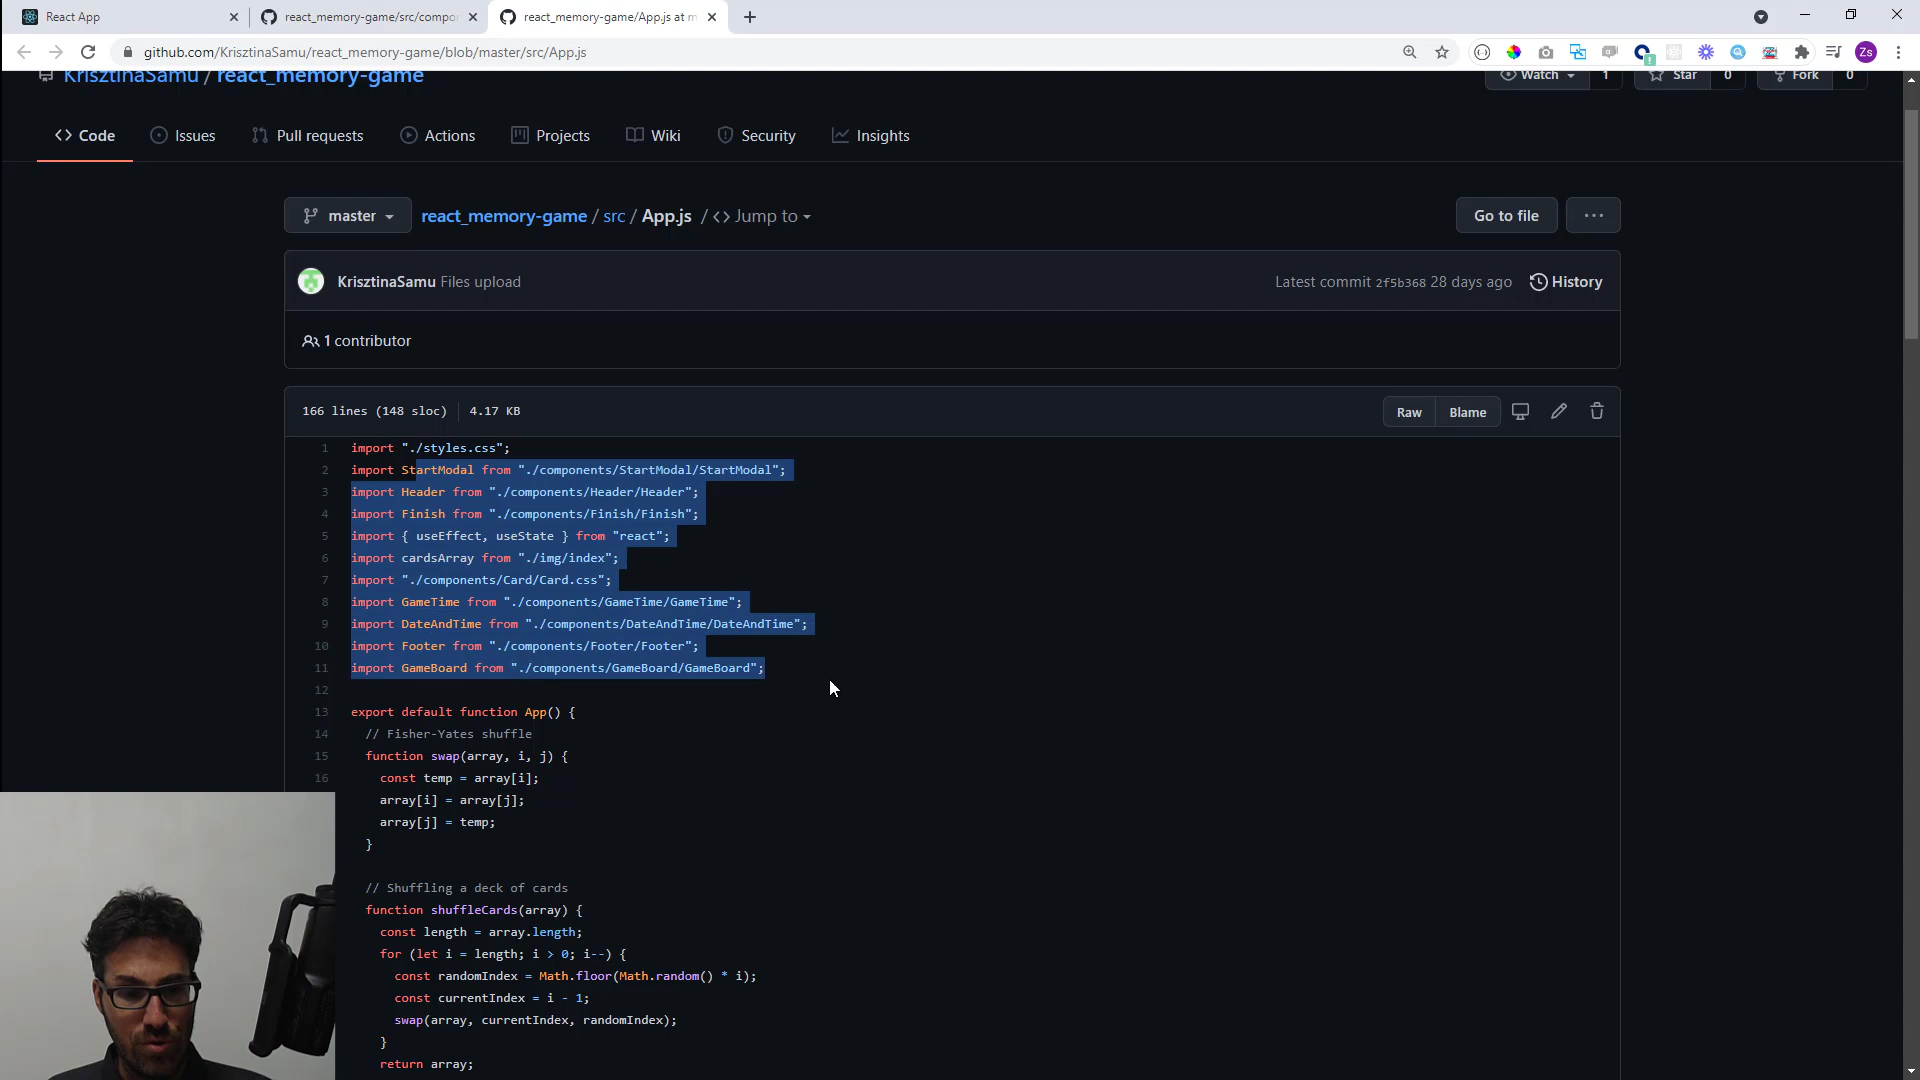 React App
react_memory-game/src/compo
react_memory-game/App.js at m
github.com/KrisztinaSamu/react_memory-game/blob/master/src/App.js
Zs
KrisztinaSamu / react_memory-game
Watch 1
Star 0
Fork 0
Code
Issues
Pull requests
Actions
Projects
Wiki
Security
Insights
master
react_memory-game / src / App.js / <> Jump to
Go to file
...
KrisztinaSamu Files upload
Latest commit 2f5b368 28 days ago
History
1 contributor
166 lines (148 sloc) 4.17 KB
Raw
Blame
1 import "./styles.css";
2 import StartModal from "./components/StartModal/StartModal";
3 import Header from "./components/Header/Header";
4 import Finish from "./components/Finish/Finish";
5 import { useEffect, useState } from "react";
6 import cardsArray from "./img/index";
7 import "./components/Card/Card.css";
8 import GameTime from "./components/GameTime/GameTime";
9 import DateAndTime from "./components/DateAndTime/DateAndTime";
10 import Footer from "./components/Footer/Footer";
11 import GameBoard from "./components/GameBoard/GameBoard";
12
13 export default function App() {
14 // Fisher-Yates shuffle
15 function swap(array, i, j) {
16 const temp = array[i];
array[i] = array[j];
array[j] = temp;
}
// Shuffling a deck of cards
function shuffleCards(array) {
const length = array.length;
for (let i = length; i > 0; i--) {
const randomIndex = Math.floor(Math.random() * i);
const currentIndex = i - 1;
swap(array, currentIndex, randomIndex);
}
return array;